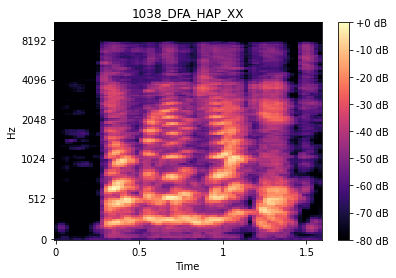 1038_DFA_HAP_XX
+0 dB
8192
-10 dB
4096
-20 dB
-30 dB
2048
Hz
-40 dB
1024
-50 dB
512
-60 dB
-70 dB
0
-80 dB
0
0.5
1
1.5
Time